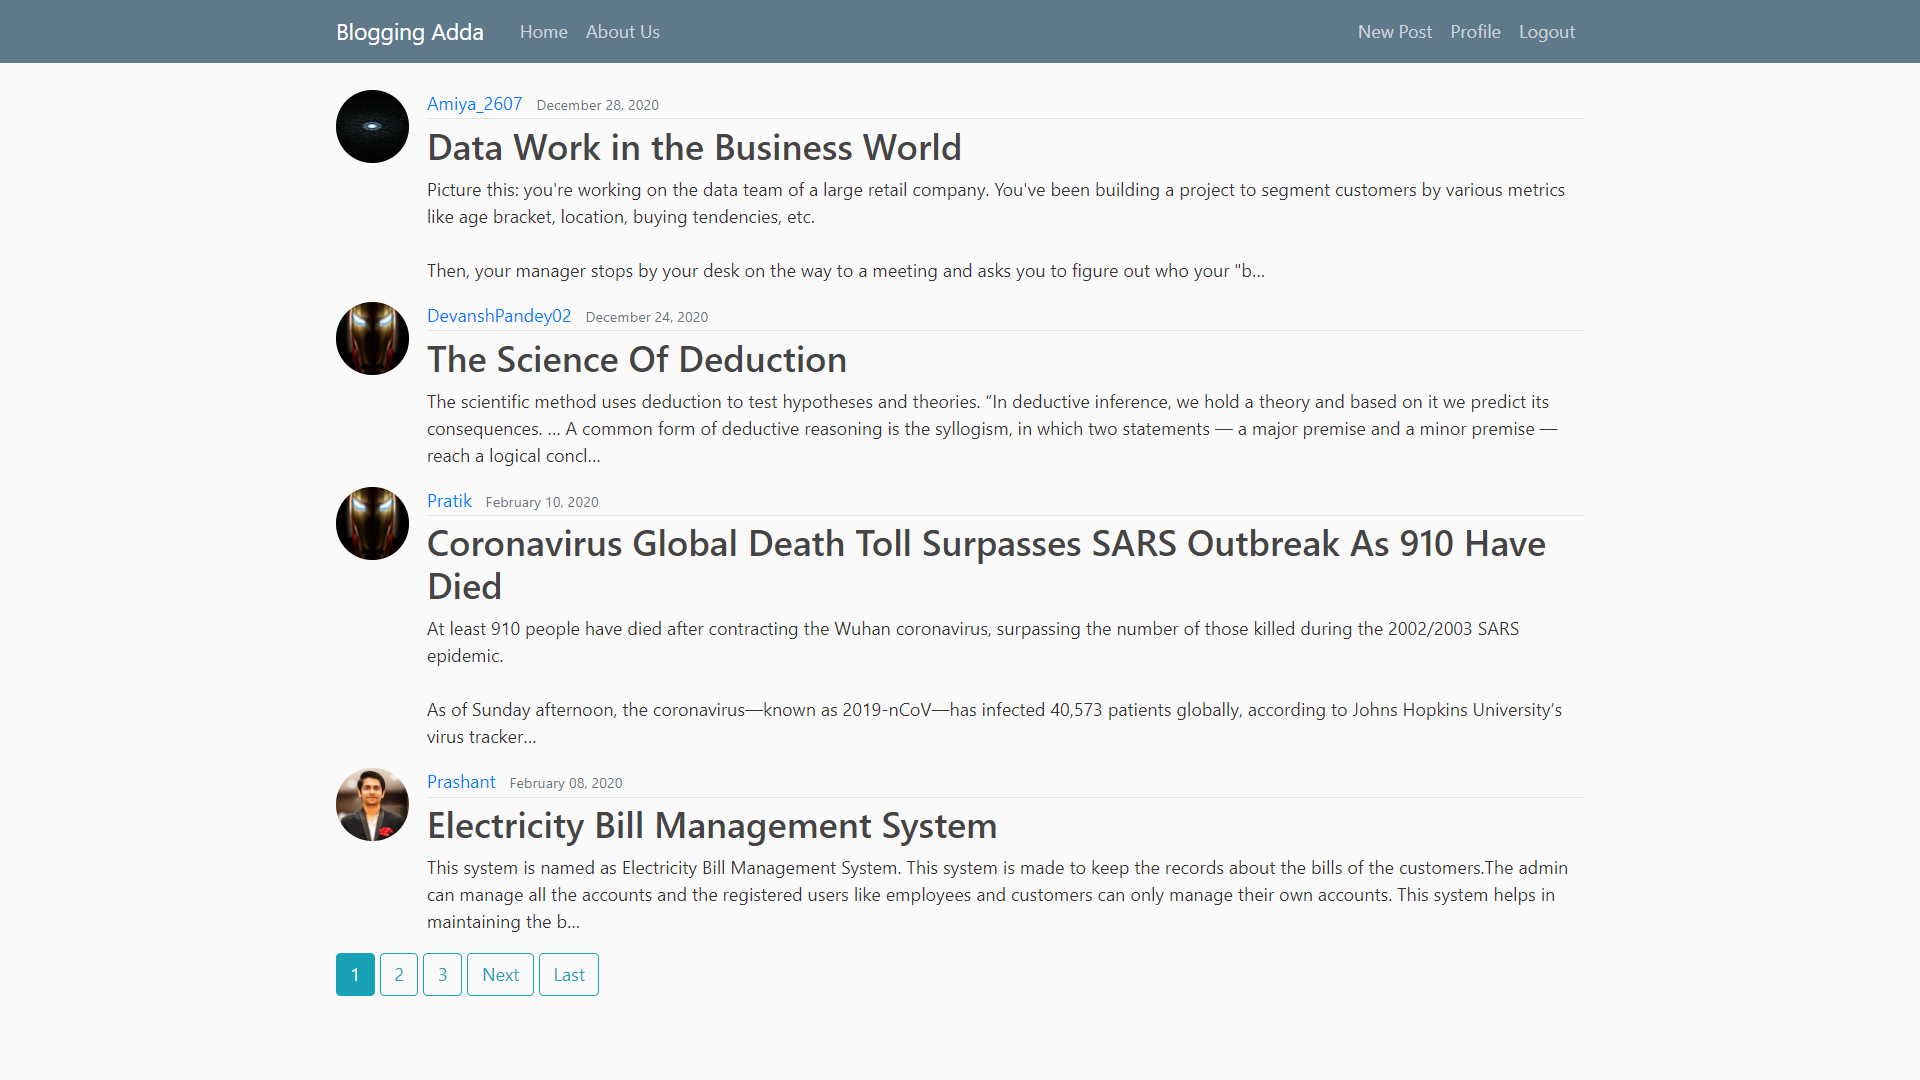 Blogging Adda Home About Us New Post Profile Logout
Amiya_2607 December 28, 2020
Data Work in the Business World
Picture this: you're working on the data team of a large retail company. You've been building a project to segment customers by various metrics
like age bracket, location, buying tendencies, etc.
Then, your manager stops by your desk on the way to a meeting and asks you to figure out who your "b...
DevanshPandey02 December 24, 2020
The Science Of Deduction
The scientific method uses deduction to test hypotheses and theories. “In deductive inference, we hold a theory and based on it we predict its
consequences. ... A common form of deductive reasoning is the syllogism, in which two statements — a major premise and a minor premise —
reach a logical concl...
Pratik February 10, 2020
Coronavirus Global Death Toll Surpasses SARS Outbreak As 910 Have
Died
At least 910 people have died after contracting the Wuhan coronavirus, surpassing the number of those killed during the 2002/2003 SARS
epidemic.
As of Sunday afternoon, the coronavirus—known as 2019-nCoV—has infected 40,573 patients globally, according to Johns Hopkins University’s
virus tracker...
Prashant February 08, 2020
Electricity Bill Management System
This system is named as Electricity Bill Management System. This system is made to keep the records about the bills of the customers.The admin
can manage all the accounts and the registered users like employees and customers can only manage their own accounts. This system helps in
maintaining the b...
1 2 3 Next Last